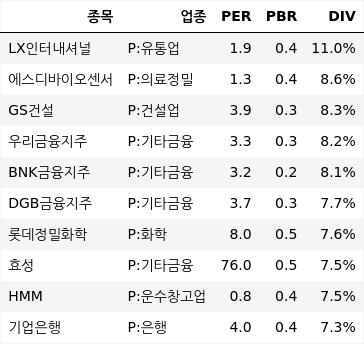 종목 업종 PER PBR DIV
LX인터내셔널 P:유통업 1.9 0.4 11.0%
에스디바이오센서 P:의료정밀 1.3 0.4 8.6%
GS건설 P:건설업 3.9 0.3 8.3%
우리금융지주 P:기타금융 3.3 0.3 8.2%
BNK금융지주 P:기타금융 3.2 0.2 8.1%
DGB금융지주 P:기타금융 3.7 0.3 7.7%
롯데정밀화학 P:화학 8.0 0.5 7.6%
효성 P:기타금융 76.0 0.5 7.5%
HMM P:운수창고업 0.8 0.4 7.5%
기업은행 P:은행 4.0 0.4 7.3%